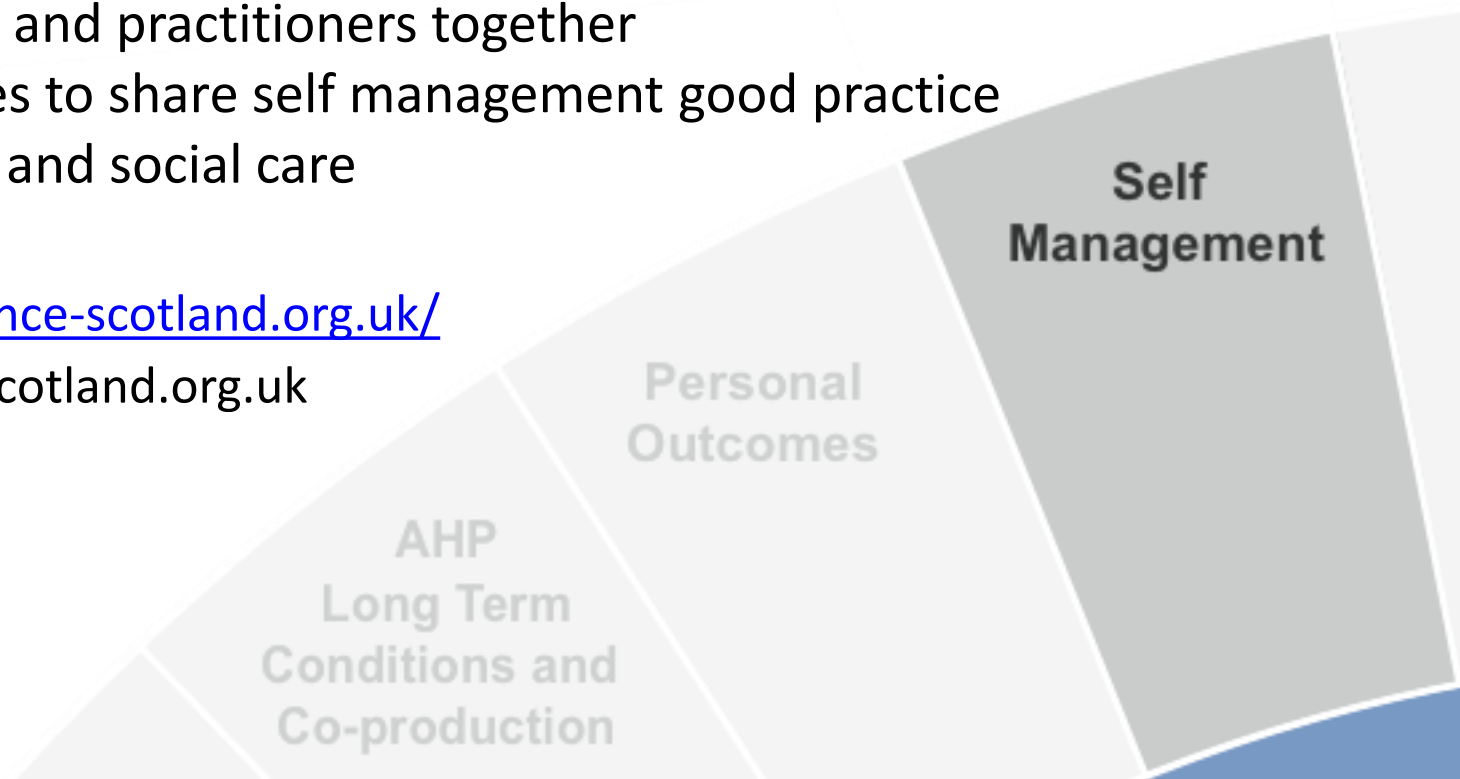 and practitioners together
es to share self management good practice
and social care
nce-scotland.org.uk/
cotland.org.uk
Self
Management
Personal
Outcomes
AHP
Long Term
Conditions and
Co-production